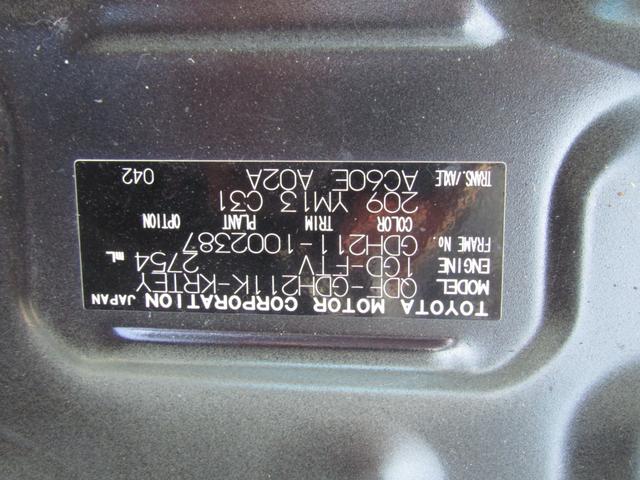 TOYOTA MOTOR CORPORATION JAPAN
MODEL QDF-GDH211K-KRTEY
ENGINE 1GD-FTV 2754 mL
FRAME No. GDH211-1002387
COLOR TRIM PLANT OPTION
209 YM13 C31
TRANS./AXLE AC60E A02A 042